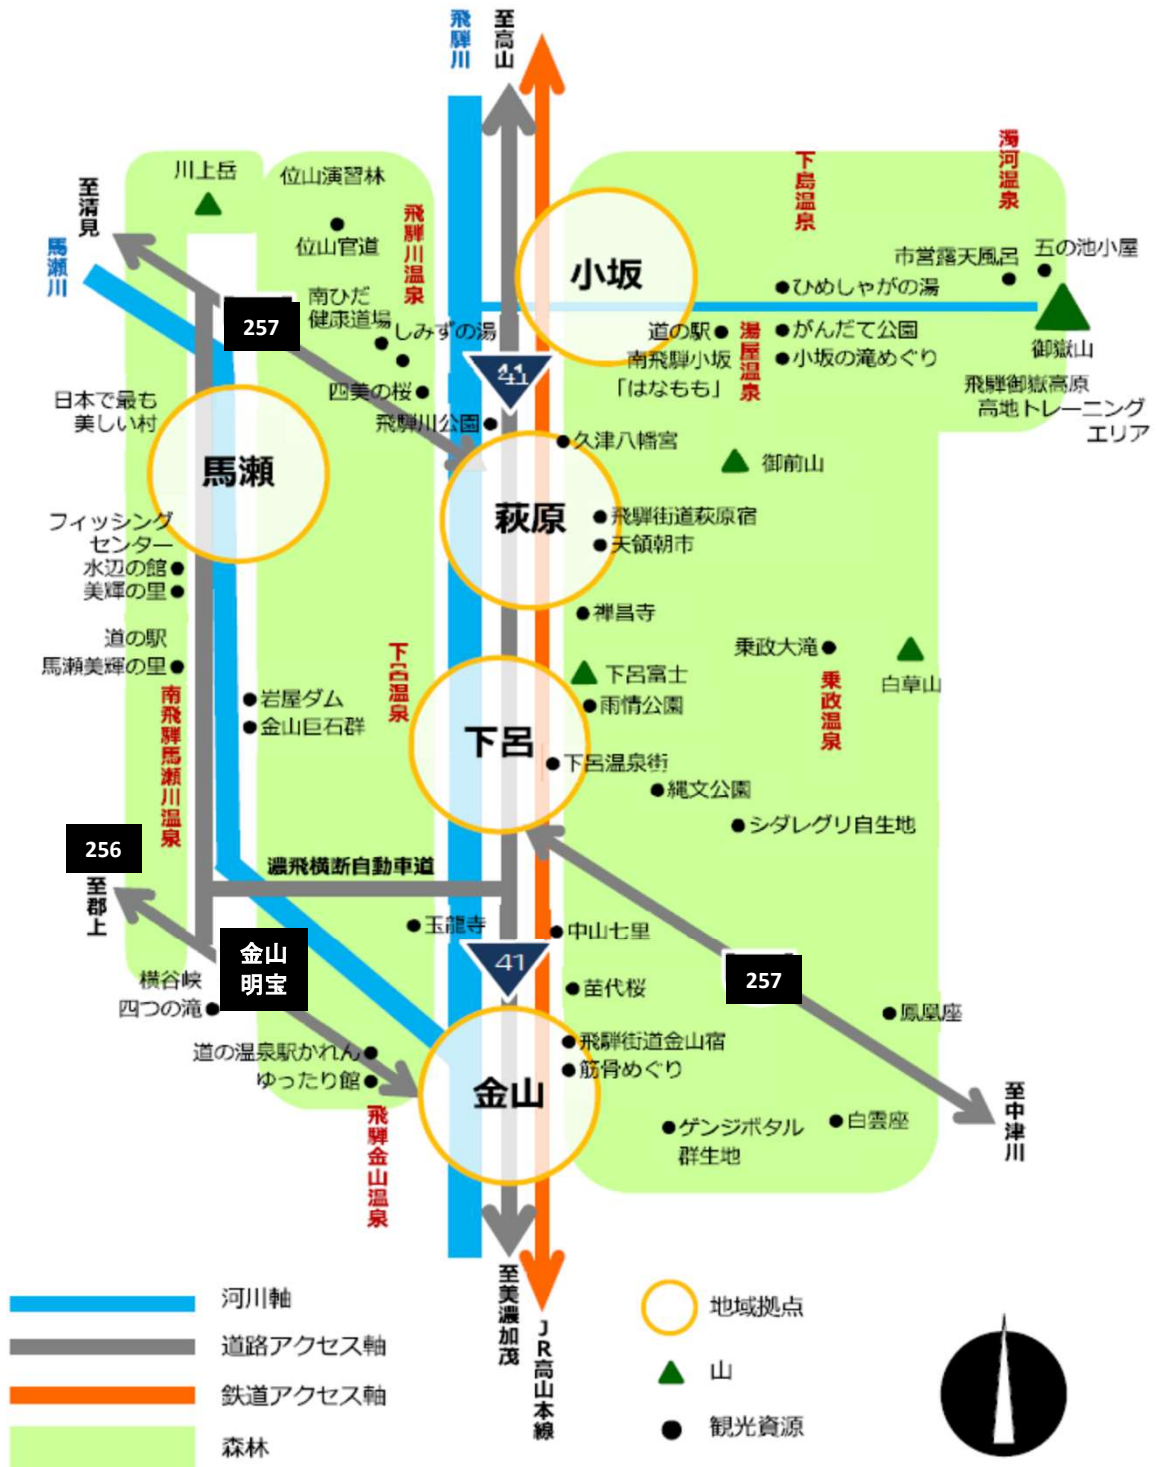 飛騨川
至高山
川上岳
位山演習林
至清見
馬瀬川
位山官道
飛騨川温泉
小坂
下島温泉
濁河温泉
市営露天風呂
五の池小屋
ひめしゃがの湯
257
南ひだ
健康道場
しみずの湯
道の駅
南飛騨小坂
「はなもも」
湯屋温泉
がんだて公園
小坂の滝めぐり
御嶽山
飛騨御嶽高原
高地トレーニング
エリア
41
四美の桜
飛騨川公園
日本で最も
美しい村
馬瀬
久津八幡宮
御前山
萩原
飛騨街道萩原宿
天領朝市
フィッシング
センター
水辺の館
美輝の里
禅昌寺
道の駅
馬瀬美輝の里
下呂温泉
乗政大滝
乗政温泉
白草山
下呂富士
雨情公園
南飛騨馬瀬川温泉
岩屋ダム
金山巨石群
下呂
下呂温泉街
縄文公園
シダレグリ自生地
256
至郡上
濃飛横断自動車道
玉龍寺
中山七里
41
金山
明宝
257
横谷峡
四つの滝
苗代桜
鳳凰座
道の温泉駅かれん
ゆったり館
飛騨街道金山宿
筋骨めぐり
金山
飛騨金山温泉
ゲンジボタル
群生地
白雲座
至中津川
至美濃加茂
JR高山本線
河川軸
道路アクセス軸
鉄道アクセス軸
森林
地域拠点
山
観光資源